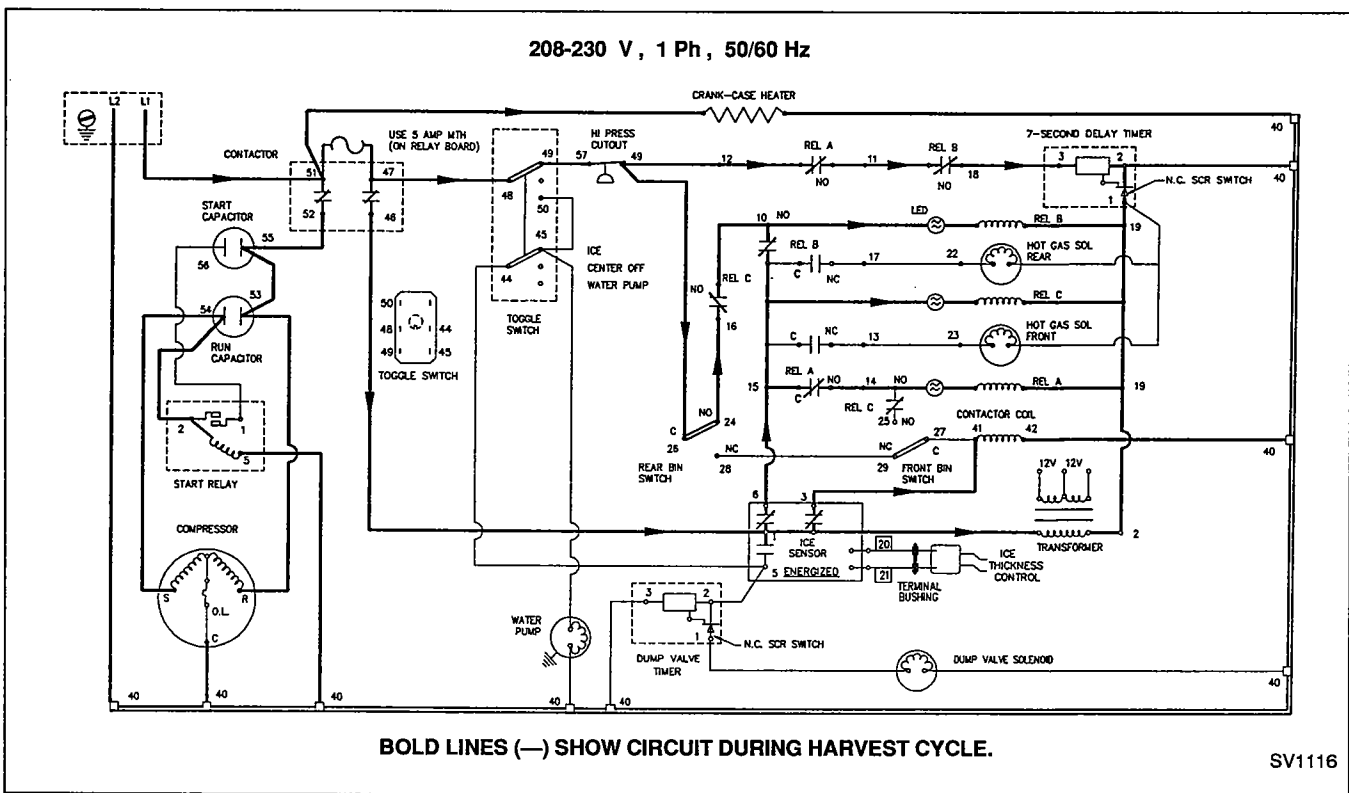 208-230 V, 1 Ph, 50/60 Hz
L2 L1
CRANK-CASE HEATER
USE 5 AMP MTH
(ON RELAY BOARD)
HI PRESS
CUTOUT
7-SECOND DELAY TIMER
40
CONTACTOR
51
47
49
57
49
12
REL A
NO
11
REL B
NO
18
3
2
40
N.C. SCR SWITCH
1
48
50
52
46
START
CAPACITOR
55
56
45
44
ICE
CENTER OFF
WATER PUMP
TOGGLE
SWITCH
10
NO
LED
REL B
19
REL B
C
NC
17
22
HOT GAS SOL
REAR
53
54
RUN
CAPACITOR
50
48
44
49
45
TOGGLE SWITCH
REL C
NO
16
REL C
C
NC
13
23
HOT GAS SOL
FRONT
15
REL A
C
NO
14
NO
REL A
19
REL C
25
NO
2
1
5
START RELAY
C
26
NO
24
REAR BIN
SWITCH
28
NC
29
27
C
FRONT BIN
SWITCH
CONTACTOR COIL
41
42
40
12V 12V
6
3
1
ICE
SENSOR
5
ENERGIZED
20
21
TERMINAL
BUSHING
ICE
THICKNESS
CONTROL
TRANSFORMER
2
COMPRESSOR
S
R
O.L.
C
WATER
PUMP
3
2
1
N.C. SCR SWITCH
DUMP VALVE
TIMER
DUMP VALVE SOLENOID
40
40
40
40
40
40
BOLD LINES (—) SHOW CIRCUIT DURING HARVEST CYCLE.
SV1116